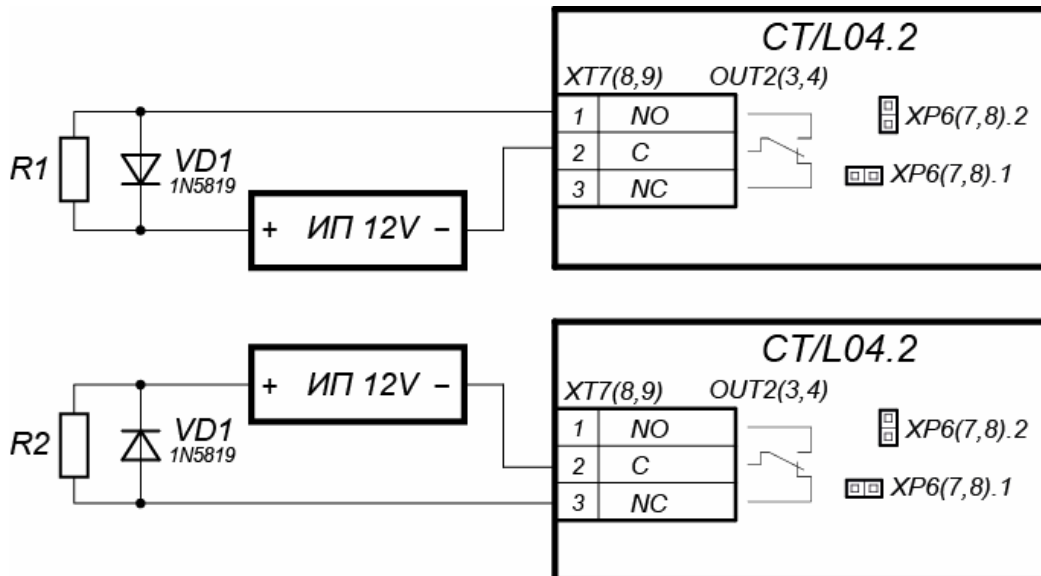 CT/L04.2
XT7(8,9) OUT2(3,4)
1 NO
XP6(7,8).2
2 C
3 NC
XP6(7,8).1
R1
VD1
1N5819
+ ИП 12V −
CT/L04.2
+ ИП 12V −
XT7(8,9) OUT2(3,4)
1 NO
XP6(7,8).2
2 C
3 NC
XP6(7,8).1
R2
VD1
1N5819